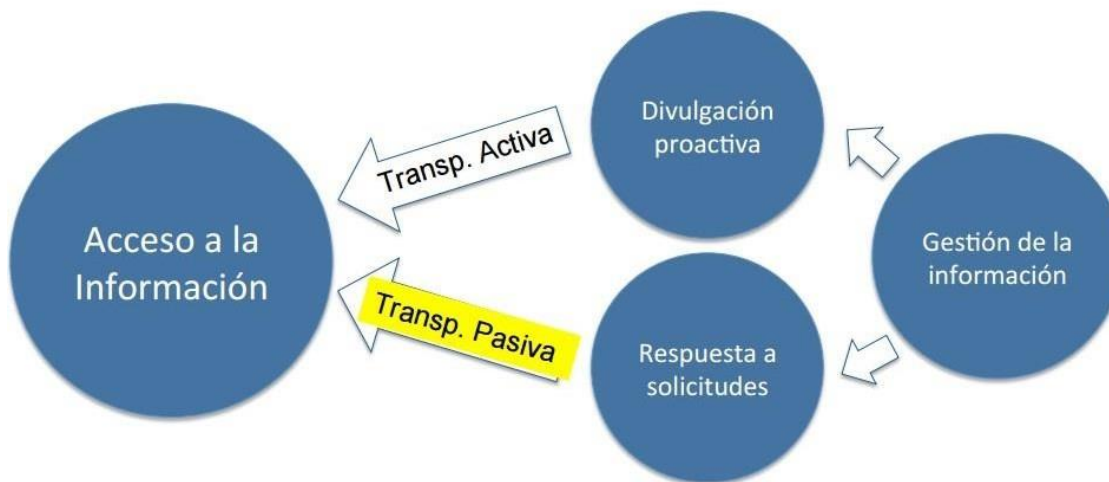 Acceso a la
Información
Transp. Activa
Transp. Pasiva
Divulgación
proactiva
Respuesta a
solicitudes
Gestión de la
información